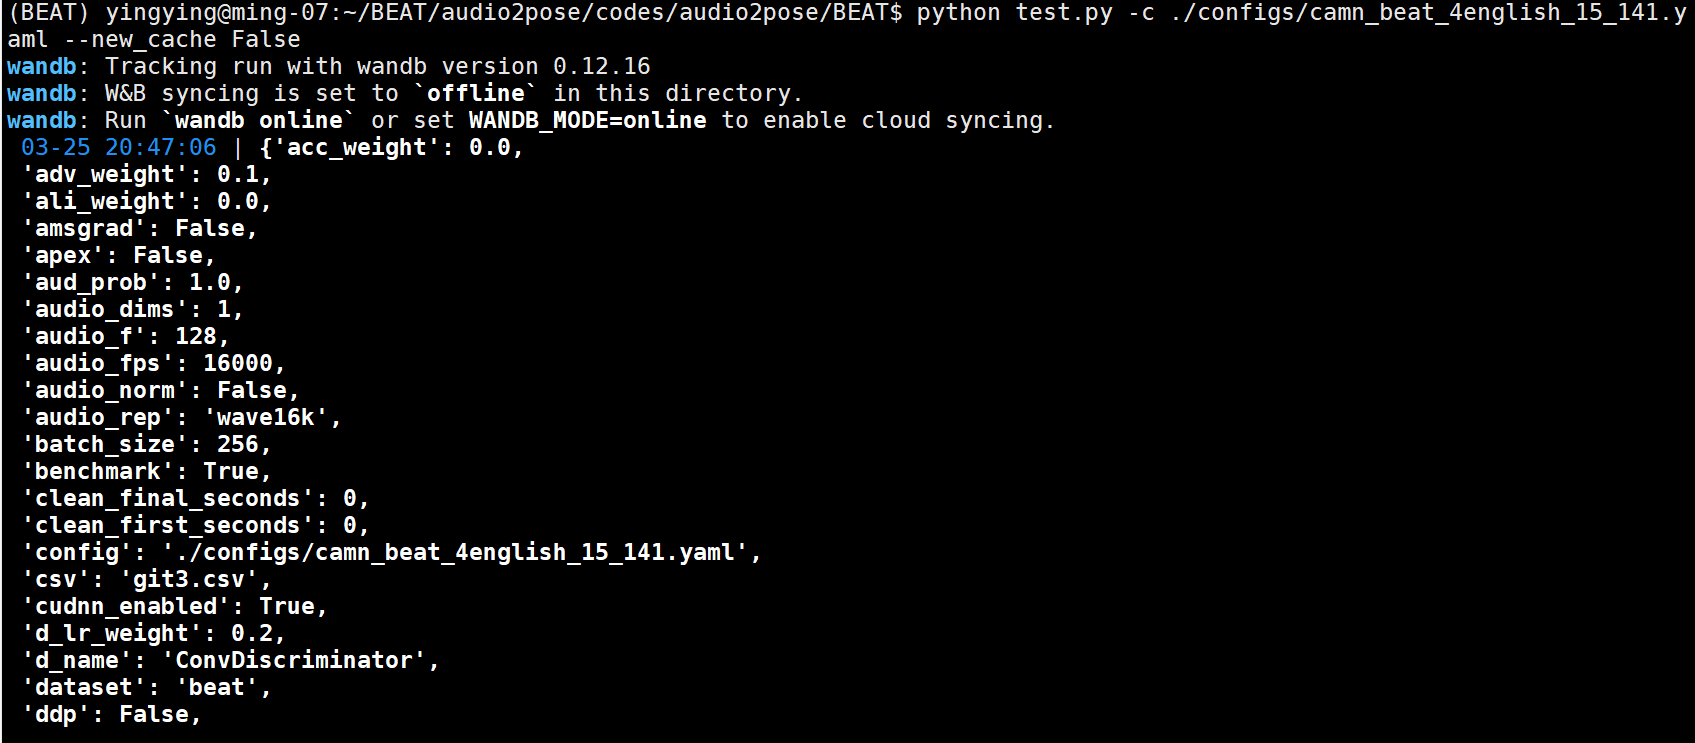 (BEAT) yingying@ming-07:~/BEAT/audio2pose/codes/audio2pose/BEAT$ python test.py -c ./configs/camn_beat_4english_15_141.y
aml --new_cache False
wandb: Tracking run with wandb version 0.12.16
wandb: W&B syncing is set to `offline` in this directory.
wandb: Run `wandb online` or set WANDB_MODE=online to enable cloud syncing.
03-25 20:47:06 | {'acc_weight': 0.0,
'adv_weight': 0.1,
'ali_weight': 0.0,
'amsgrad': False,
'apex': False,
'aud_prob': 1.0,
'audio_dims': 1,
'audio_f': 128,
'audio_fps': 16000,
'audio_norm': False,
'audio_rep': 'wave16k',
'batch_size': 256,
'benchmark': True,
'clean_final_seconds': 0,
'clean_first_seconds': 0,
'config': './configs/camn_beat_4english_15_141.yaml',
'csv': 'git3.csv',
'cudnn_enabled': True,
'd_lr_weight': 0.2,
'd_name': 'ConvDiscriminator',
'dataset': 'beat',
'ddp': False,